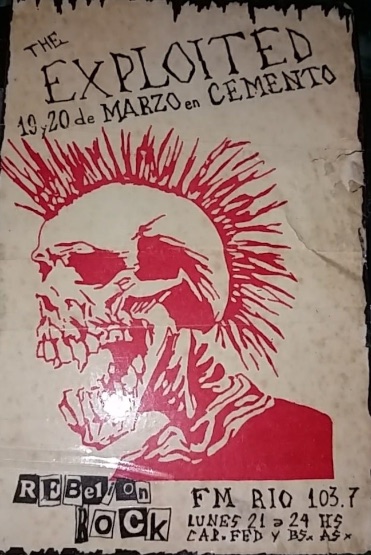 THE
EXPLOITED
19 y 20 de MARZO en CEMENTO
REBELION
ROCK
FM RIO 103.7
LUNES 21 a 24 HS
CAP. FED Y BS. AS.